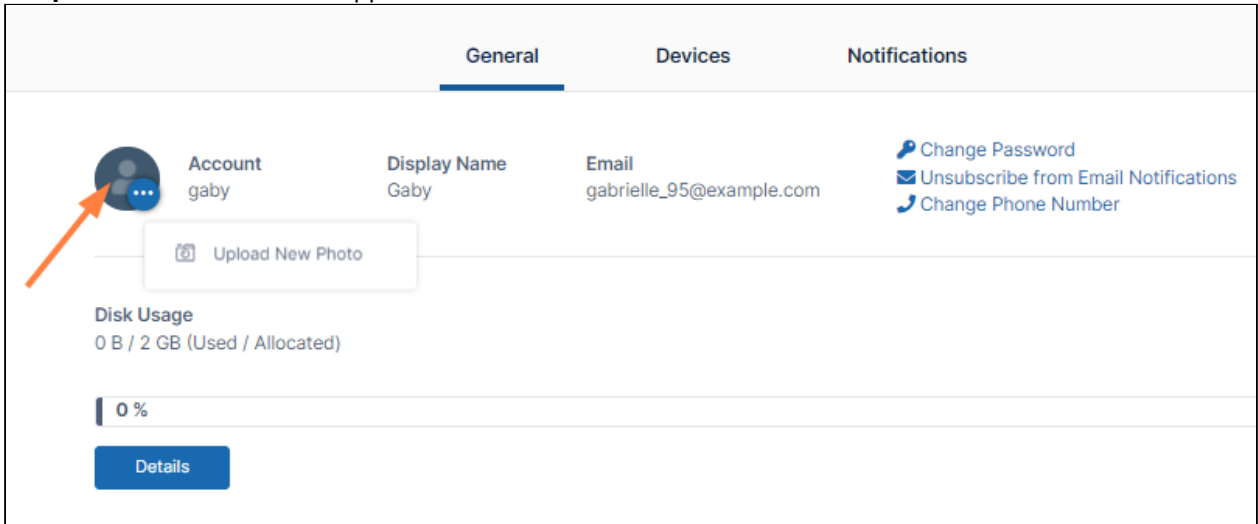 General Devices Notifications
Account Display Name Email
gaby Gaby gabrielle_95@example.com
Change Password
Unsubscribe from Email Notifications
Change Phone Number
Upload New Photo
Disk Usage
0 B / 2 GB (Used / Allocated)
0 %
Details